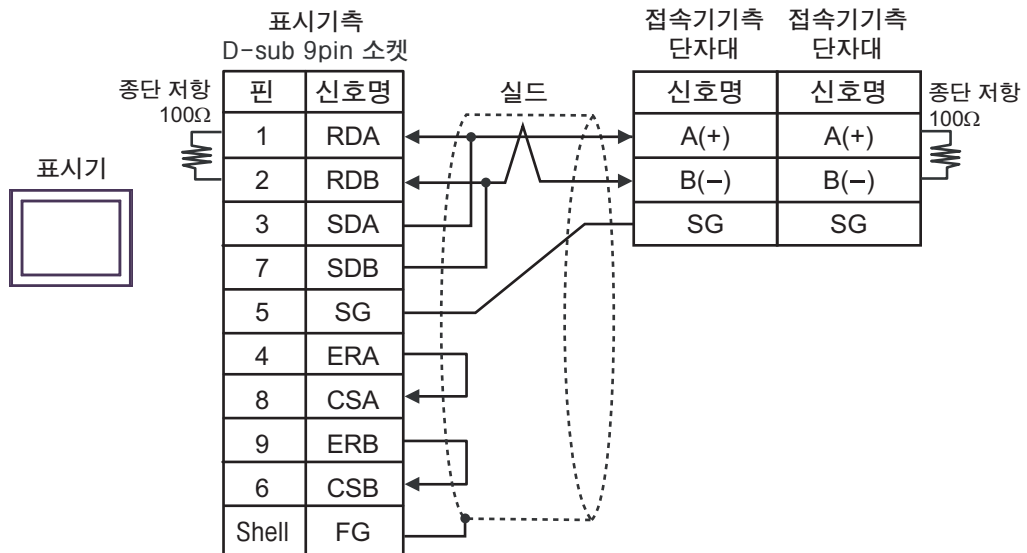 표시기측
D-sub 9pin 소켓
접속기기측 접속기기측
단자대 단자대
종단 저항
100Ω
핀 신호명
실드
신호명 신호명
종단 저항
100Ω
1 RDA
A(+) A(+)
표시기
2 RDB
B(−) B(−)
3 SDA
SG SG
7 SDB
5 SG
4 ERA
8 CSA
9 ERB
6 CSB
Shell FG